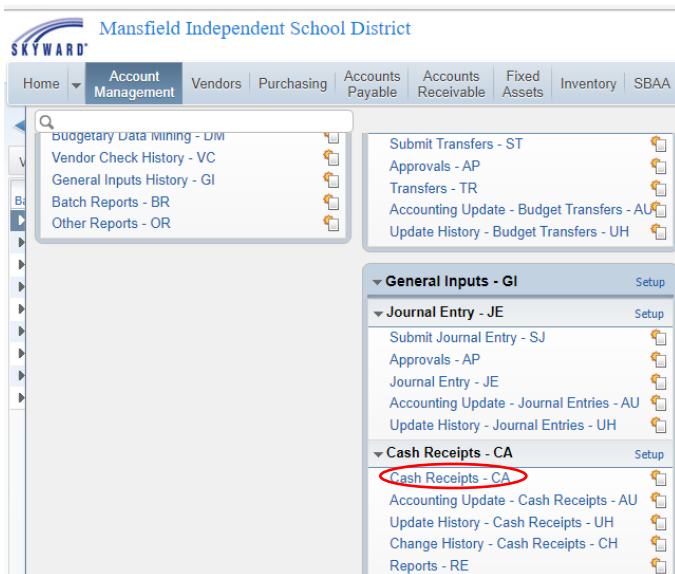 Mansfield Independent School District
SKYWARD
Home
Account Management
Vendors
Purchasing
Accounts Payable
Accounts Receivable
Fixed Assets
Inventory
SBAA
Budgetary Data Mining - DM
Vendor Check History - VC
General Inputs History - GI
Batch Reports - BR
Other Reports - OR
Submit Transfers - ST
Approvals - AP
Transfers - TR
Accounting Update - Budget Transfers - AU
Update History - Budget Transfers - UH
General Inputs - GI Setup
Journal Entry - JE Setup
Submit Journal Entry - SJ
Approvals - AP
Journal Entry - JE
Accounting Update - Journal Entries - AU
Update History - Journal Entries - UH
Cash Receipts - CA Setup
Cash Receipts - CA
Accounting Update - Cash Receipts - AU
Update History - Cash Receipts - UH
Change History - Cash Receipts - CH
Reports - RE